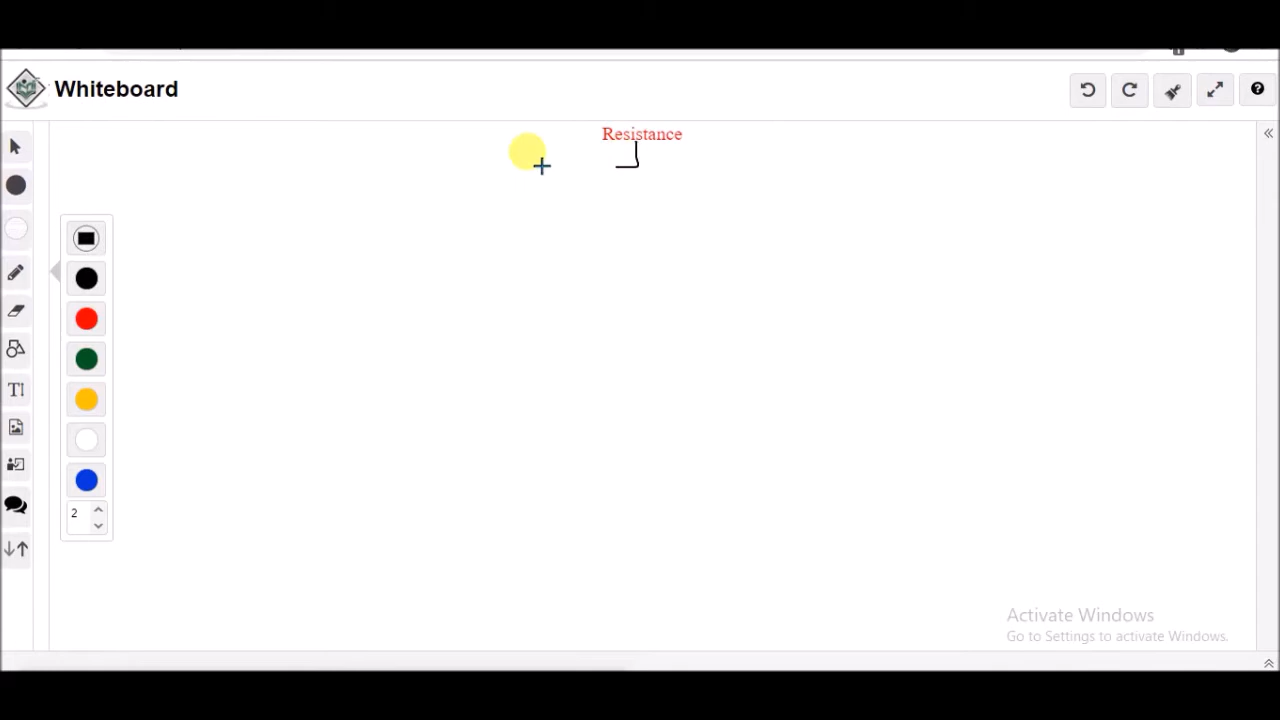 Whiteboard
Resistance
2
Activate Windows
Go to Settings to activate Windows.